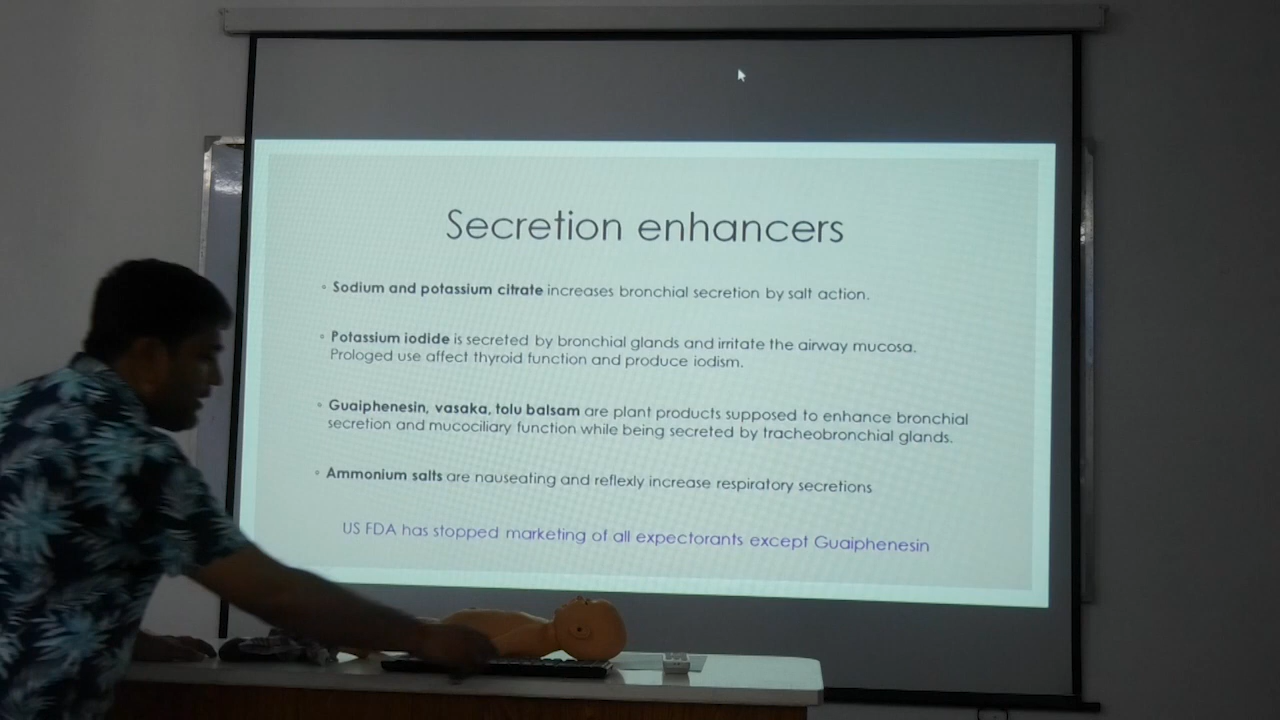 Secretion enhancers
Sodium and potassium citrate increases bronchial secretion by salt action.
Potassium iodide is secreted by bronchial glands and irritate the airway mucosa.
Prologed use affect thyroid function and produce iodism.
Guaiphenesin, vasaka, tolu balsam are plant products supposed to enhance bronchial
secretion and mucociliary function while being secreted by tracheobronchial glands.
Ammonium salts are nauseating and reflexly increase respiratory secretions
US FDA has stopped marketing of all expectorants except Guaiphenesin